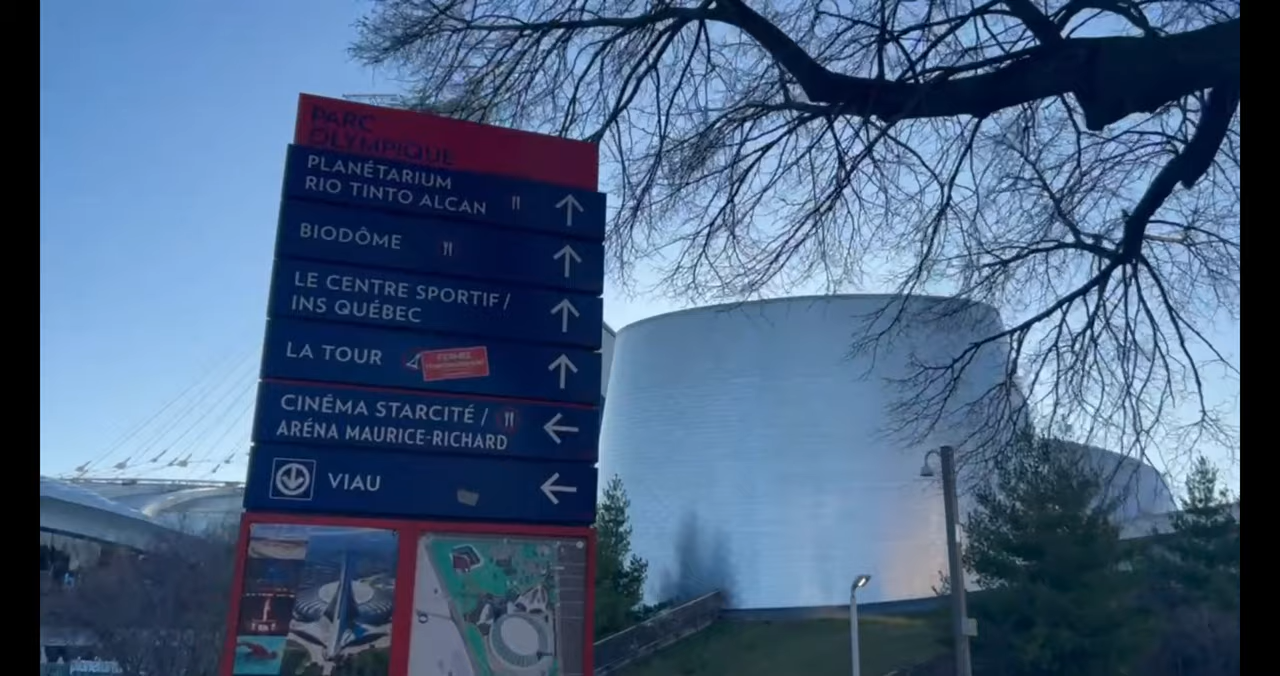 PARC
OLYMPIQUE
PLANÉTARIUM
RIO TINTO ALCAN
BIODÔME
LE CENTRE SPORTIF/
INS QUÉBEC
LA TOUR
CINÉMA STARCITÉ /
ARÉNA MAURICE-RICHARD
VIAU